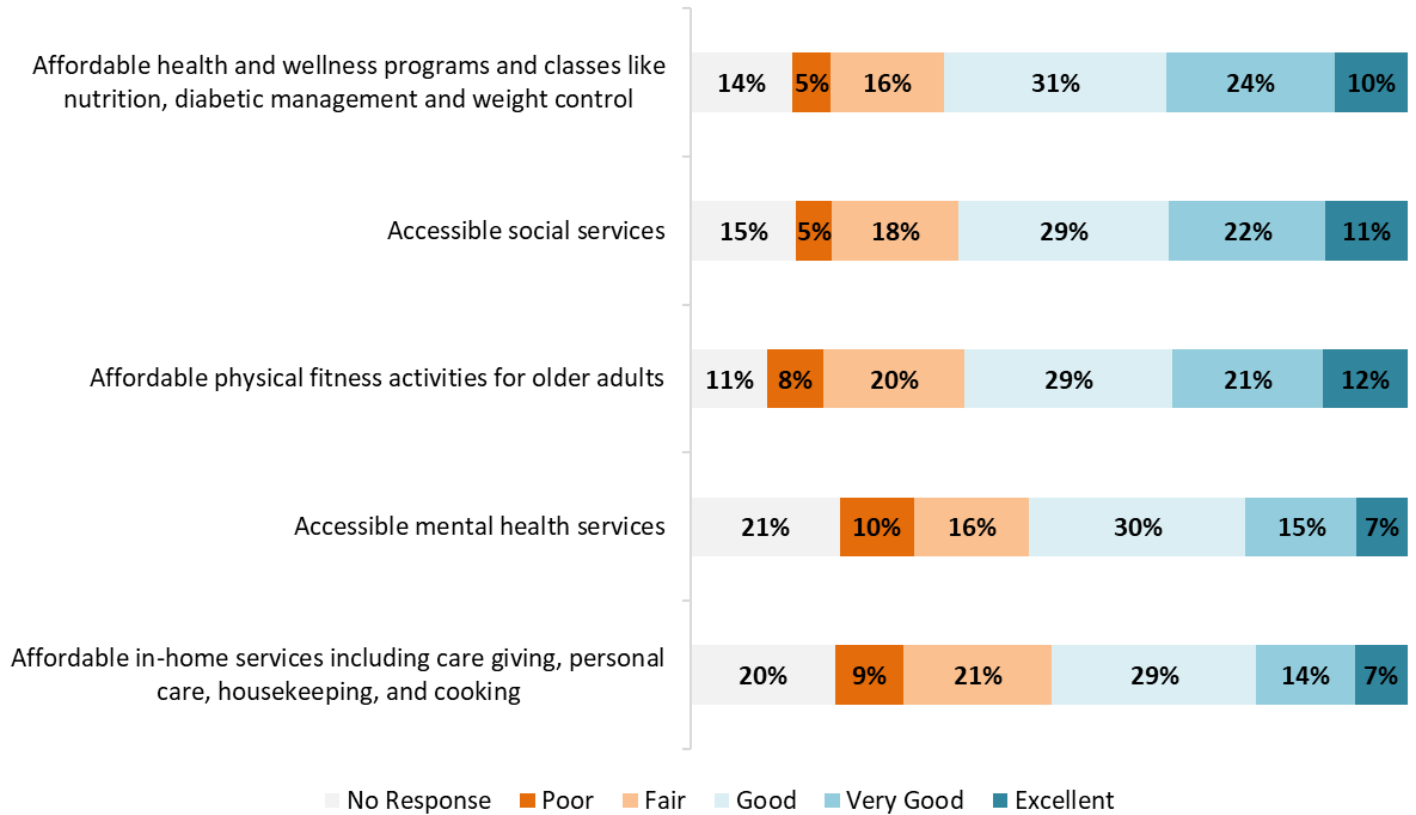 Affordable health and wellness programs and classes like
nutrition, diabetic management and weight control
14% 5% 16% 31% 24% 10%
Accessible social services
15% 5% 18% 29% 22% 11%
Affordable physical fitness activities for older adults
11% 8% 20% 29% 21% 12%
Accessible mental health services
21% 10% 16% 30% 15% 7%
Affordable in-home services including care giving, personal
care, housekeeping, and cooking
20% 9% 21% 29% 14% 7%
No Response Poor Fair Good Very Good Excellent